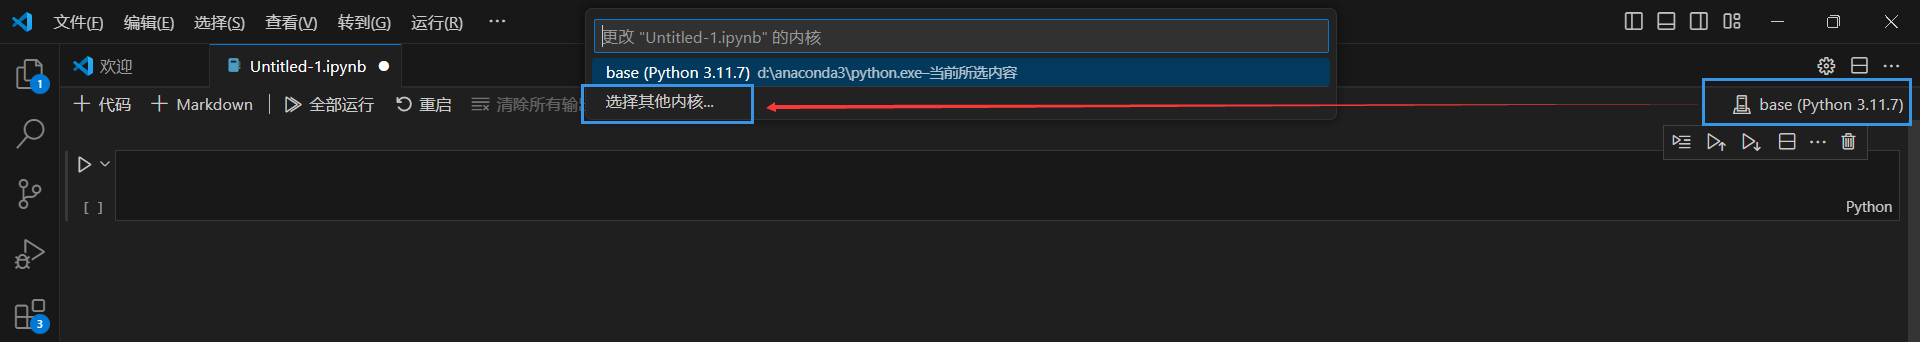 文件(F) 编辑(E) 选择(S) 查看(V) 转到(G) 运行(R) ···
更改 "Untitled-1.ipynb" 的内核
欢迎 Untitled-1.ipynb
base (Python 3.11.7) d:\anaconda3\python.exe-当前所选内容
1
代码 Markdown 全部运行 重启 清除所有输出
选择其他内核...
base (Python 3.11.7)
[ ]
Python
3